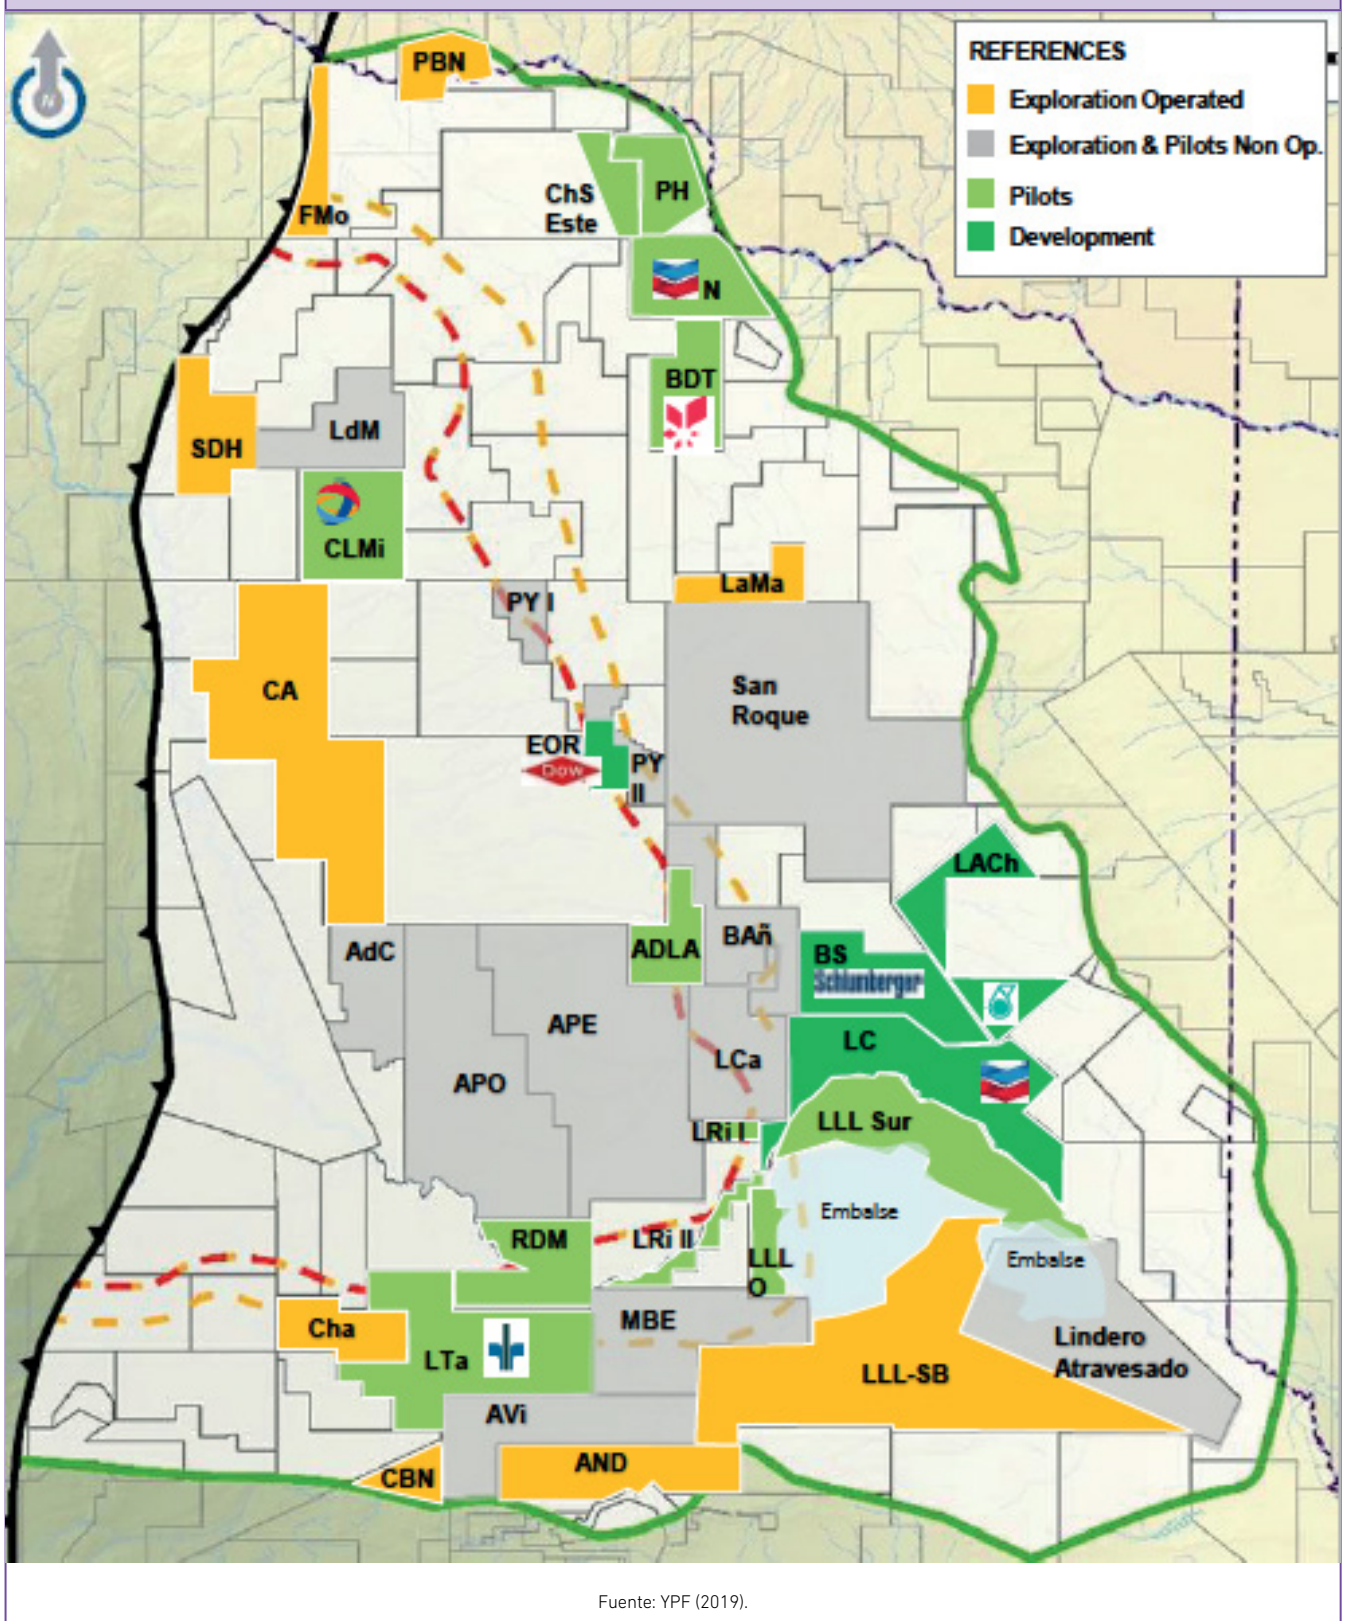 REFERENCES
Exploration Operated
Exploration & Pilots Non Op.
Pilots
Development
N
PBN
FMo
ChS
Este
PH
N
BDT
SDH
LdM
CLMi
LaMa
PY I
CA
San
Roque
EOR
Dow
PY
II
LACh
ADLA
BAñ
AdC
BS
Schlumberger
APE
LC
LCa
APO
LRi I
LLL Sur
Embalse
RDM
LRi II
LLL
O
Embalse
MBE
Cha
LTa
Lindero
Atravesado
LLL-SB
AVi
AND
CBN
Fuente: YPF (2019).